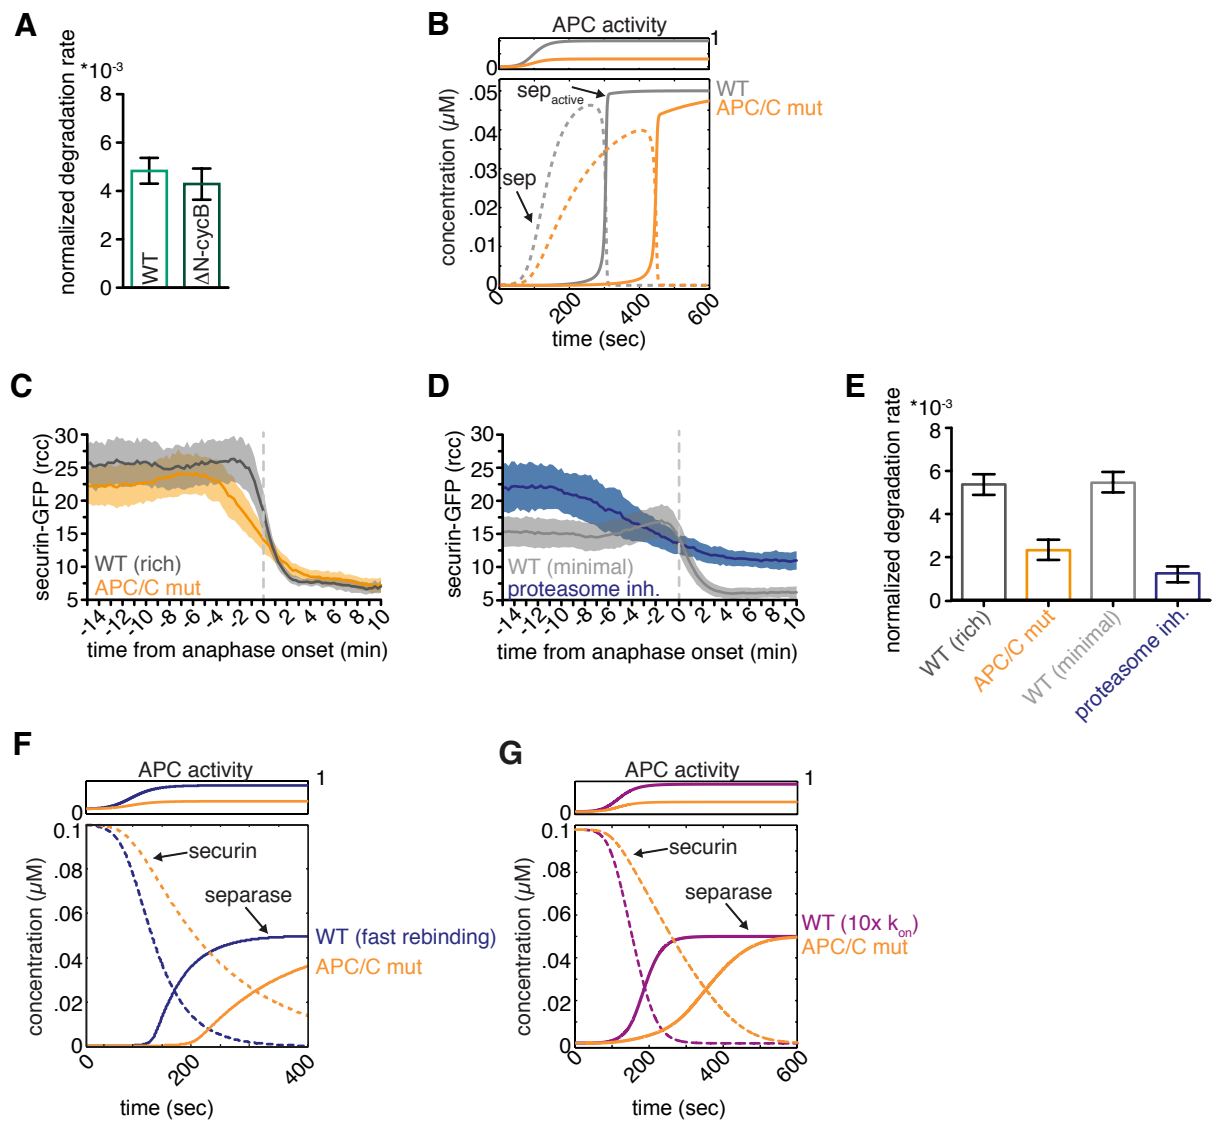 A
normalized degradation rate
*10-3
8
6
4
2
0
WT
ΔN-cycB
B
APC activity
1
0
sepactive
WT
APC/C mut
sep
concentration (µM)
.05
.04
.03
.02
.01
0
0 200 400 600
time (sec)
C
securin-GFP (rcc)
30
25
20
15
10
5
WT (rich)
APC/C mut
-14 -12 -10 -8 -6 -4 -2 0 2 4 6 8 10
time from anaphase onset (min)
D
securin-GFP (rcc)
30
25
20
15
10
5
WT (minimal)
proteasome inh.
-14 -12 -10 -8 -6 -4 -2 0 2 4 6 8 10
time from anaphase onset (min)
E
normalized degradation rate
*10-3
8
6
4
2
0
WT (rich)
APC/C mut
WT (minimal)
proteasome inh.
F
APC activity
1
0
securin
separase
WT (fast rebinding)
APC/C mut
concentration (µM)
0.1
.08
.06
.04
.02
0
0 200 400
time (sec)
G
APC activity
1
0
securin
separase
WT (10x kon)
APC/C mut
concentration (µM)
0.1
.08
.06
.04
.02
0
0 200 400 600
time (sec)